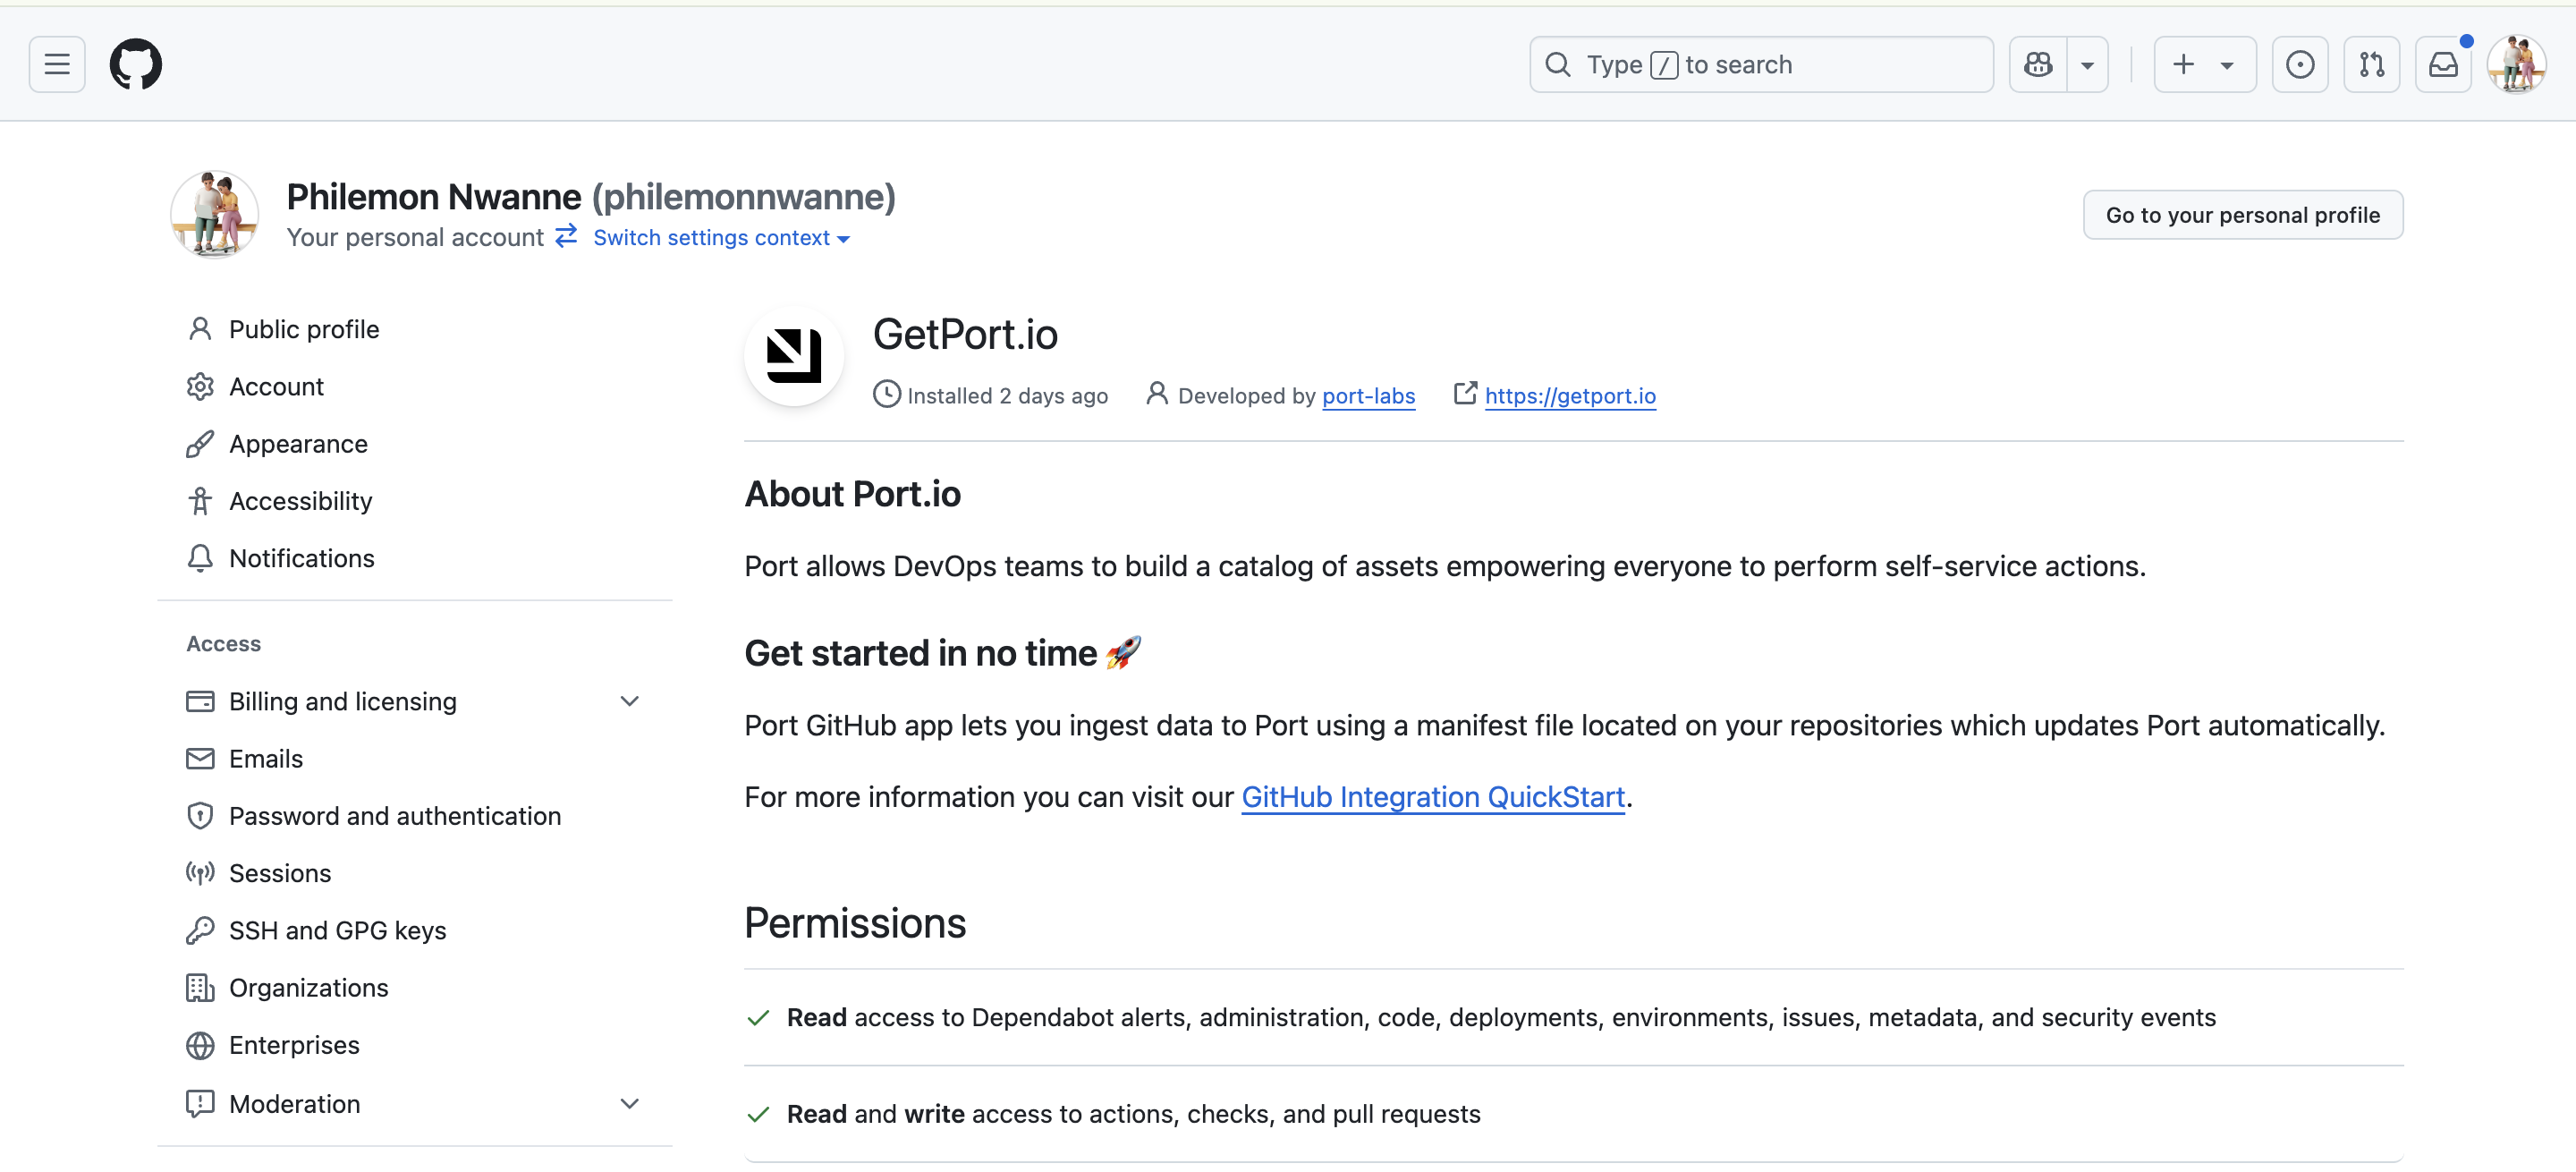 Type / to search
Philemon Nwanne (philemonnwanne)
Your personal account Switch settings context
Go to your personal profile
Public profile
Account
Appearance
Accessibility
Notifications
Access
Billing and licensing
Emails
Password and authentication
Sessions
SSH and GPG keys
Organizations
Enterprises
Moderation
GetPort.io
Installed 2 days ago Developed by port-labs https://getport.io
About Port.io
Port allows DevOps teams to build a catalog of assets empowering everyone to perform self-service actions.
Get started in no time 🚀
Port GitHub app lets you ingest data to Port using a manifest file located on your repositories which updates Port automatically.
For more information you can visit our GitHub Integration QuickStart.
Permissions
Read access to Dependabot alerts, administration, code, deployments, environments, issues, metadata, and security events
Read and write access to actions, checks, and pull requests